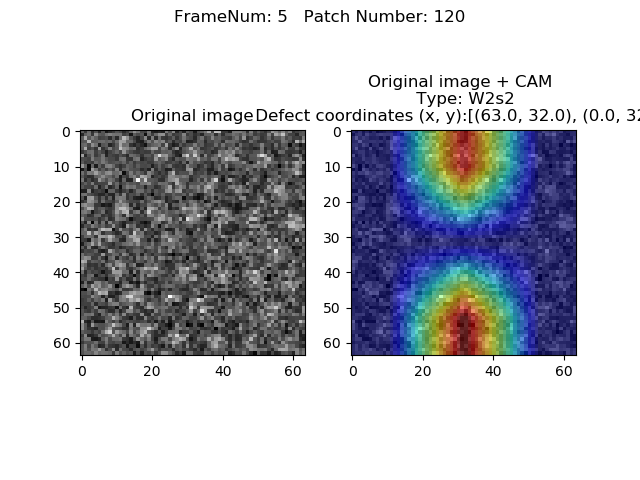 FrameNum: 5   Patch Number: 120
Original image
0
10
20
30
40
50
60
0 20 40 60
Original image + CAM
Type: W2s2
Defect coordinates (x, y):[(63.0, 32.0), (0.0, 32
0
10
20
30
40
50
60
0 20 40 60